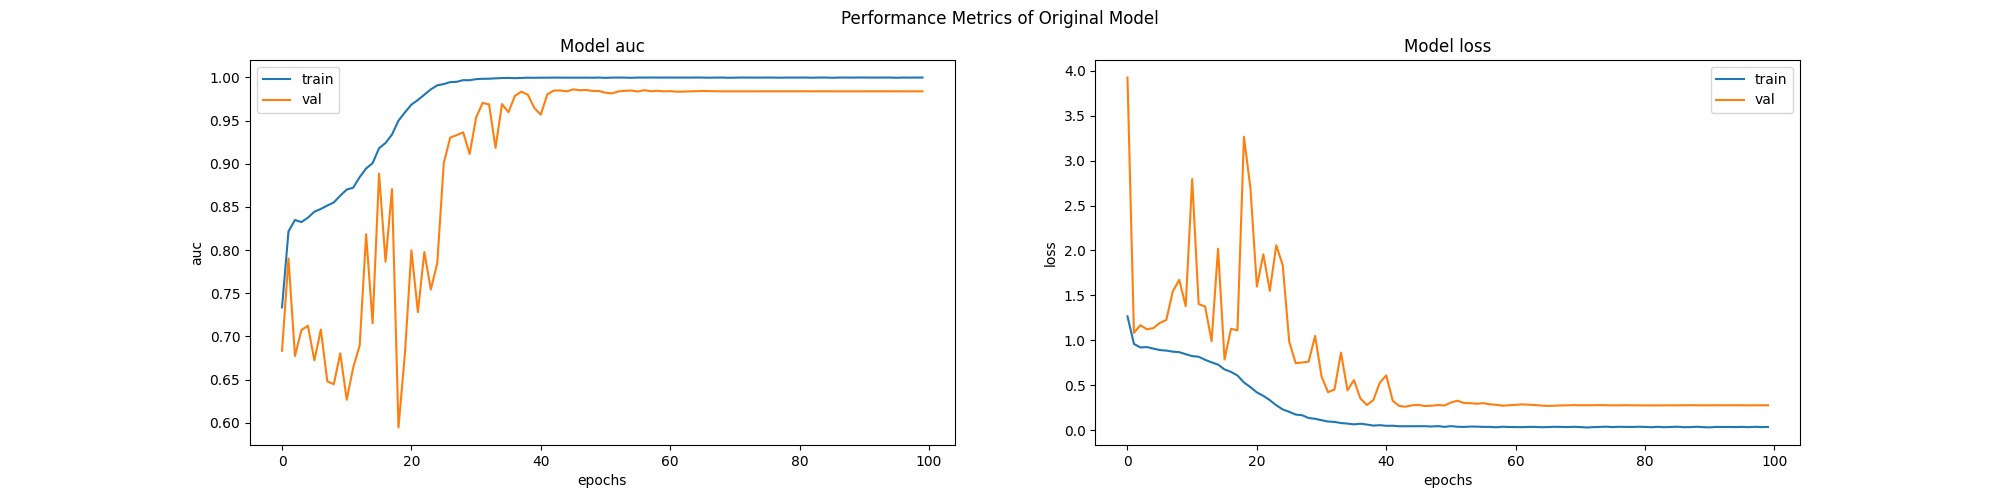 Performance Metrics of Original Model
Model auc
1.00
0.95
0.90
0.85
0.80
0.75
0.70
0.65
0.60
auc
train
val
0 20 40 60 80 100
epochs
Model loss
4.0
3.5
3.0
2.5
2.0
1.5
1.0
0.5
0.0
loss
train
val
0 20 40 60 80 100
epochs